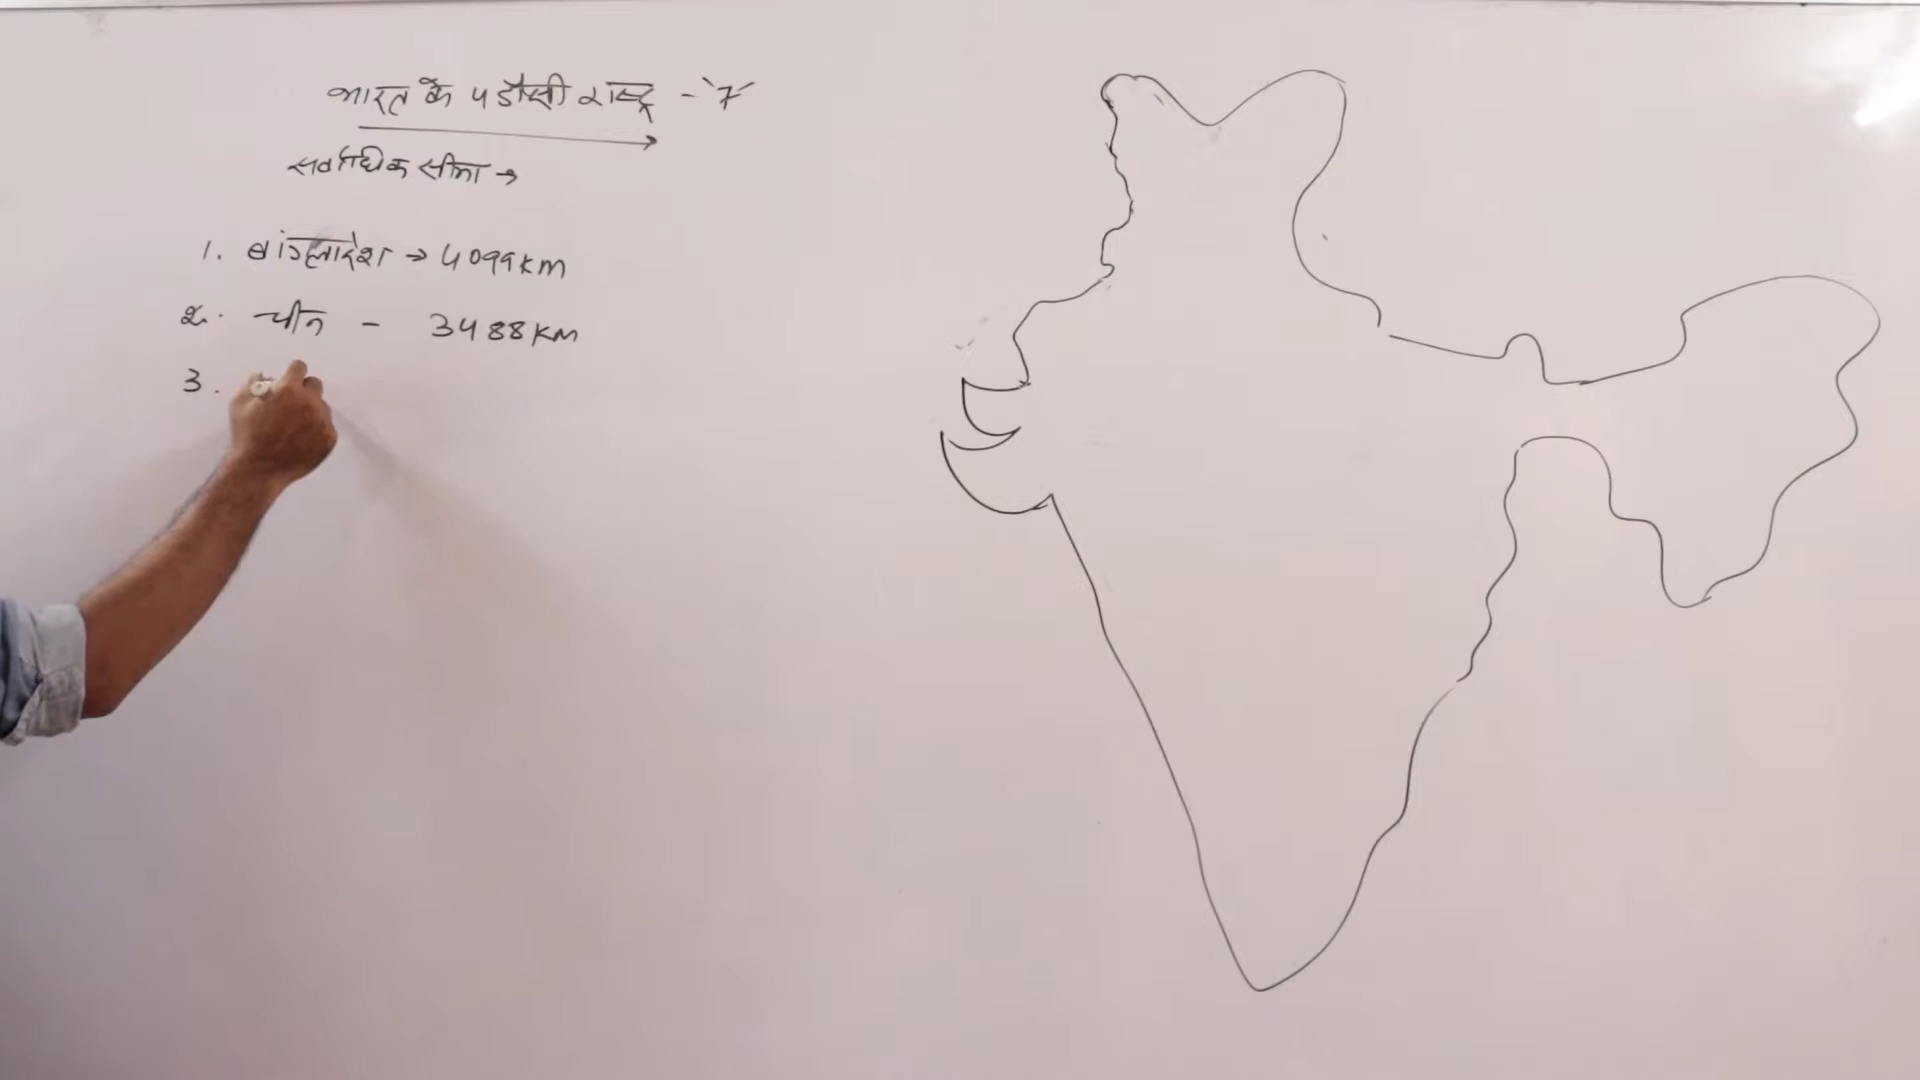 भारत के पडौसी राष्ट्र - '7'
सर्वाधिक सीमा →
1. बांग्लादेश → 4099 km
2. चीन - 3488 km
3.